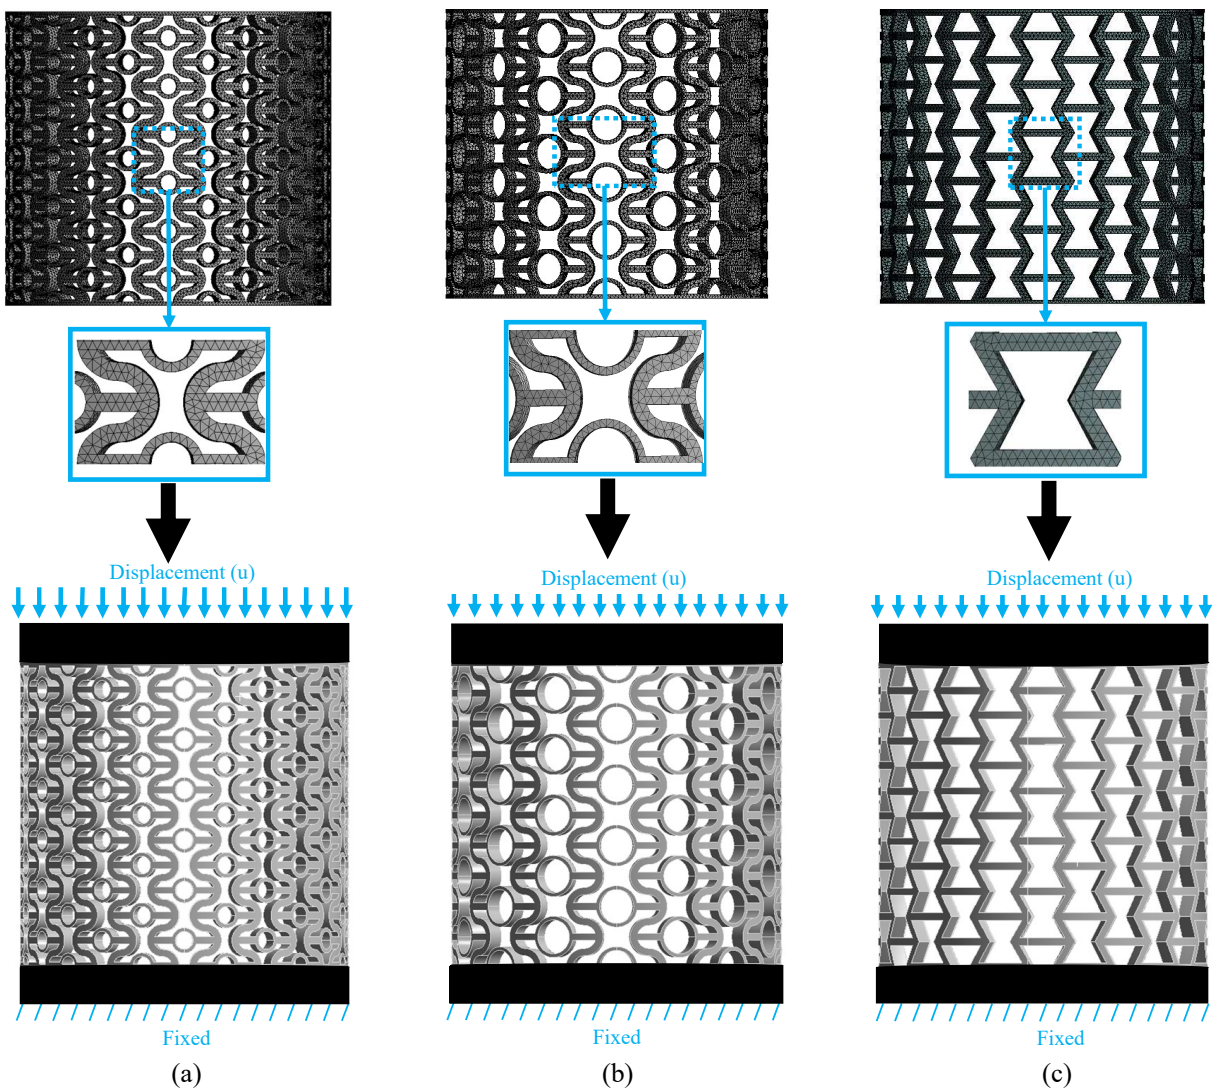 Displacement (u)
Displacement (u)
Displacement (u)
Fixed
Fixed
Fixed
(a)
(b)
(c)